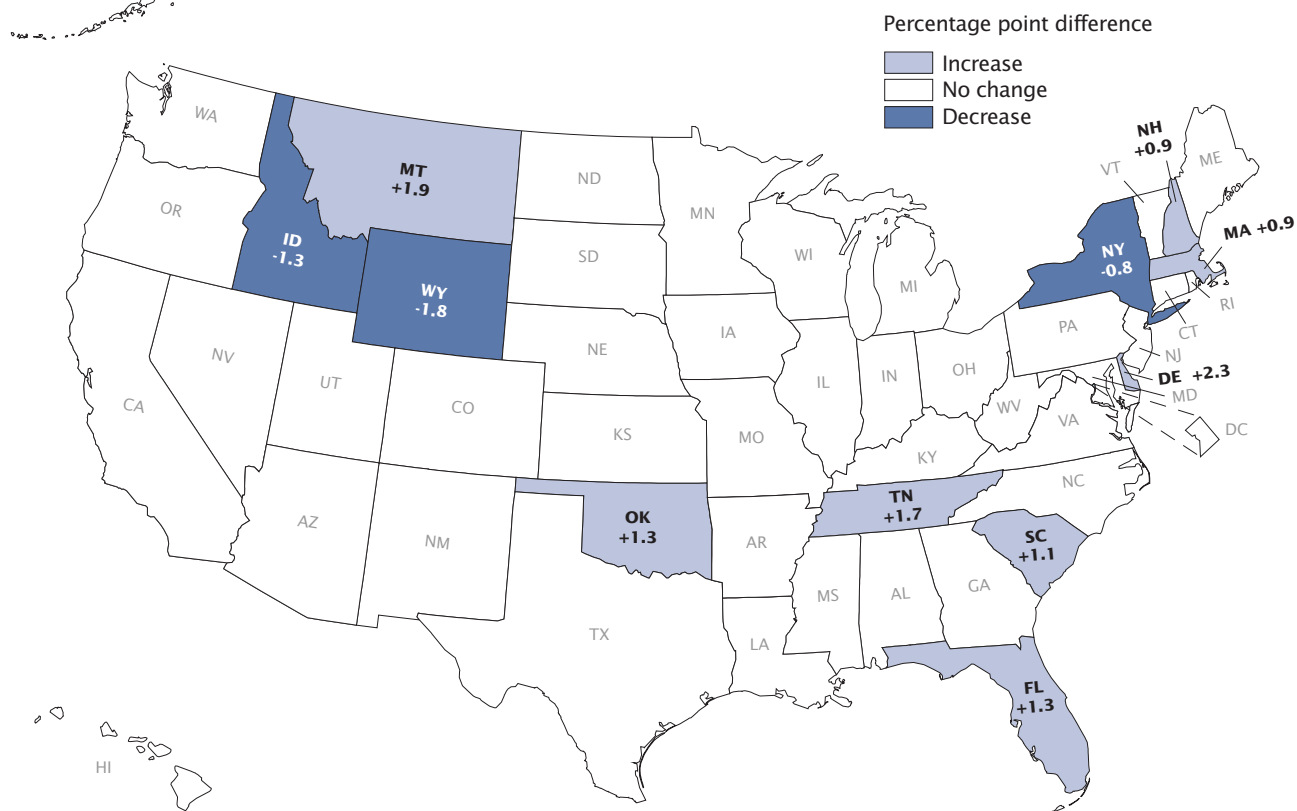 Percentage point difference
Increase
No change
Decrease
WA
MT
+1.9
ND
MN
VT
NH
+0.9
ME
OR
ID
-1.3
SD
WI
MI
NY
-0.8
MA +0.9
WY
-1.8
RI
CT
NJ
PA
IA
NE
NV
UT
CO
CA
IL
IN
OH
DE +2.3
MD
DC
WV
VA
KS
MO
KY
NC
OK
+1.3
TN
+1.7
SC
+1.1
AZ
NM
AR
MS
AL
GA
TX
LA
FL
+1.3
HI